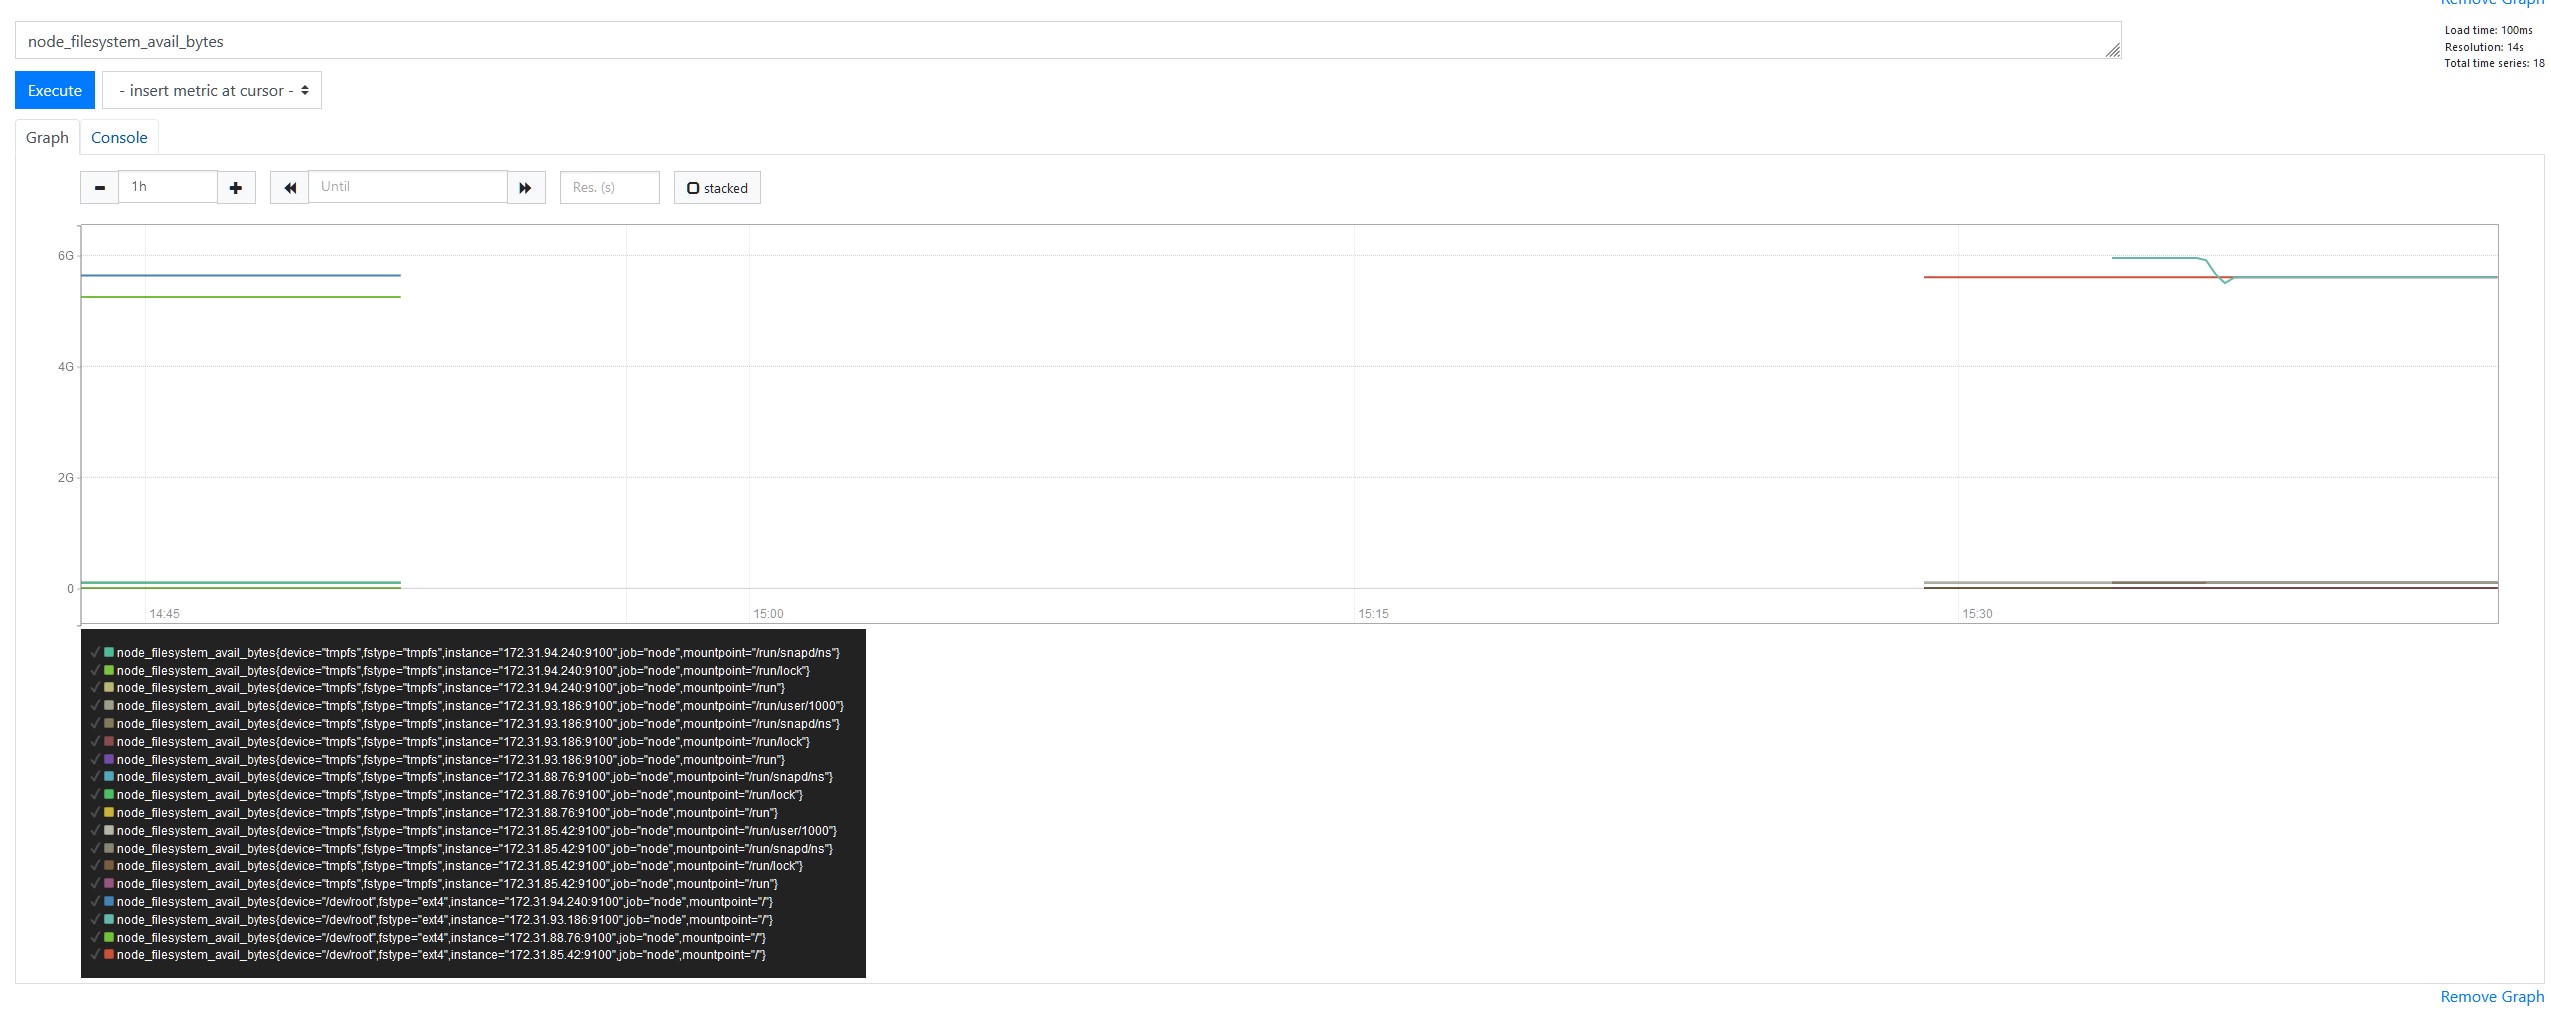 Remove Graph
node_filesystem_avail_bytes
Load time: 100ms
Resolution: 14s
Total time series: 18
Execute
- insert metric at cursor -
Graph
Console
1h
Until
Res. (s)
stacked
6G
4G
2G
0
14:45
15:00
15:15
15:30
node_filesystem_avail_bytes{device="tmpfs",fstype="tmpfs",instance="172.31.94.240:9100",job="node",mountpoint="/run/snapd/ns"}
node_filesystem_avail_bytes{device="tmpfs",fstype="tmpfs",instance="172.31.94.240:9100",job="node",mountpoint="/run/lock"}
node_filesystem_avail_bytes{device="tmpfs",fstype="tmpfs",instance="172.31.94.240:9100",job="node",mountpoint="/run"}
node_filesystem_avail_bytes{device="tmpfs",fstype="tmpfs",instance="172.31.93.186:9100",job="node",mountpoint="/run/user/1000"}
node_filesystem_avail_bytes{device="tmpfs",fstype="tmpfs",instance="172.31.93.186:9100",job="node",mountpoint="/run/snapd/ns"}
node_filesystem_avail_bytes{device="tmpfs",fstype="tmpfs",instance="172.31.93.186:9100",job="node",mountpoint="/run/lock"}
node_filesystem_avail_bytes{device="tmpfs",fstype="tmpfs",instance="172.31.93.186:9100",job="node",mountpoint="/run"}
node_filesystem_avail_bytes{device="tmpfs",fstype="tmpfs",instance="172.31.88.76:9100",job="node",mountpoint="/run/snapd/ns"}
node_filesystem_avail_bytes{device="tmpfs",fstype="tmpfs",instance="172.31.88.76:9100",job="node",mountpoint="/run/lock"}
node_filesystem_avail_bytes{device="tmpfs",fstype="tmpfs",instance="172.31.88.76:9100",job="node",mountpoint="/run"}
node_filesystem_avail_bytes{device="tmpfs",fstype="tmpfs",instance="172.31.85.42:9100",job="node",mountpoint="/run/user/1000"}
node_filesystem_avail_bytes{device="tmpfs",fstype="tmpfs",instance="172.31.85.42:9100",job="node",mountpoint="/run/snapd/ns"}
node_filesystem_avail_bytes{device="tmpfs",fstype="tmpfs",instance="172.31.85.42:9100",job="node",mountpoint="/run/lock"}
node_filesystem_avail_bytes{device="tmpfs",fstype="tmpfs",instance="172.31.85.42:9100",job="node",mountpoint="/run"}
node_filesystem_avail_bytes{device="/dev/root",fstype="ext4",instance="172.31.94.240:9100",job="node",mountpoint="/"}
node_filesystem_avail_bytes{device="/dev/root",fstype="ext4",instance="172.31.93.186:9100",job="node",mountpoint="/"}
node_filesystem_avail_bytes{device="/dev/root",fstype="ext4",instance="172.31.88.76:9100",job="node",mountpoint="/"}
node_filesystem_avail_bytes{device="/dev/root",fstype="ext4",instance="172.31.85.42:9100",job="node",mountpoint="/"}
Remove Graph